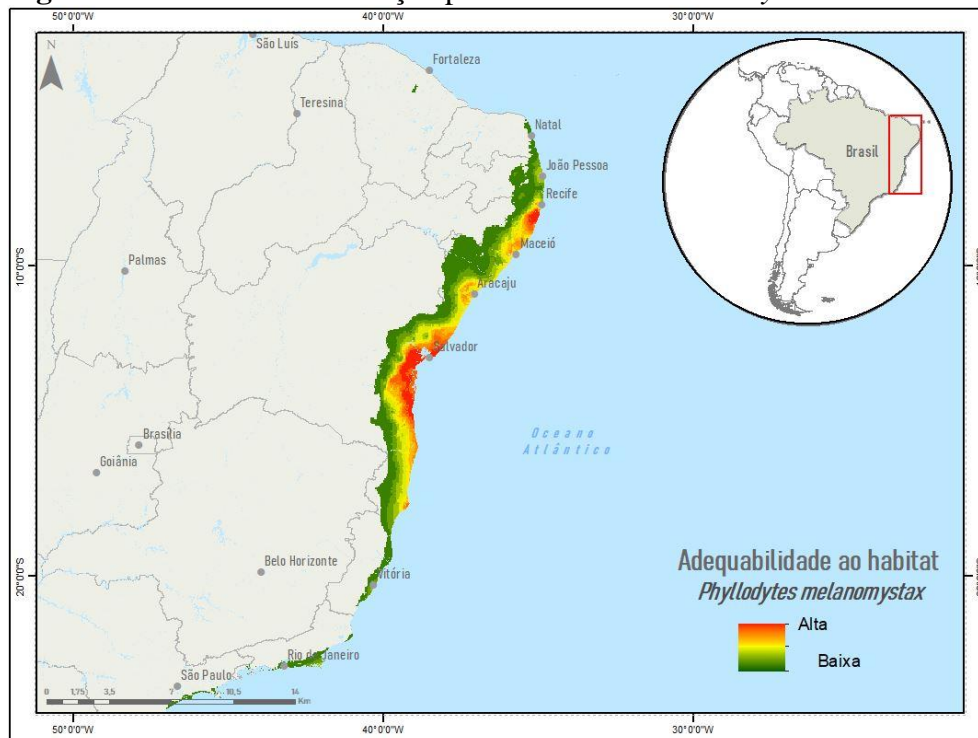 50°0'0"W 40°0'0"W 30°0'0"W
N
São Luís
Fortaleza
Teresina
Natal
João Pessoa
Recife
Maceió
Palmas
10°0'0"S
Aracaju
Salvador
Brasil
Brasília
Goiânia
Oceano
Atlântico
Belo Horizonte
Vitória
20°0'0"S
Adequabilidade ao habitat
Phyllodytes melanomystax
Alta
Baixa
Rio de Janeiro
São Paulo
0 1,75 3,5 7 10,5 14
Km
50°0'0"W 40°0'0"W 30°0'0"W